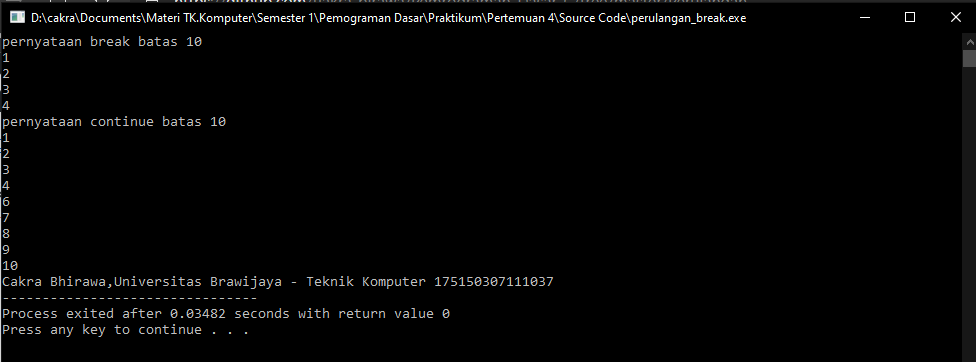 D:\cakra\Documents\Materi TK.Komputer\Semester 1\Pemograman Dasar\Praktikum\Pertemuan 4\Source Code\perulangan_break.exe
pernyataan break batas 10
1
2
3
4
pernyataan continue batas 10
1
2
3
4
6
7
8
9
10
Cakra Bhirawa,Universitas Brawijaya - Teknik Komputer 175150307111037
--------------------------------
Process exited after 0.03482 seconds with return value 0
Press any key to continue . . .